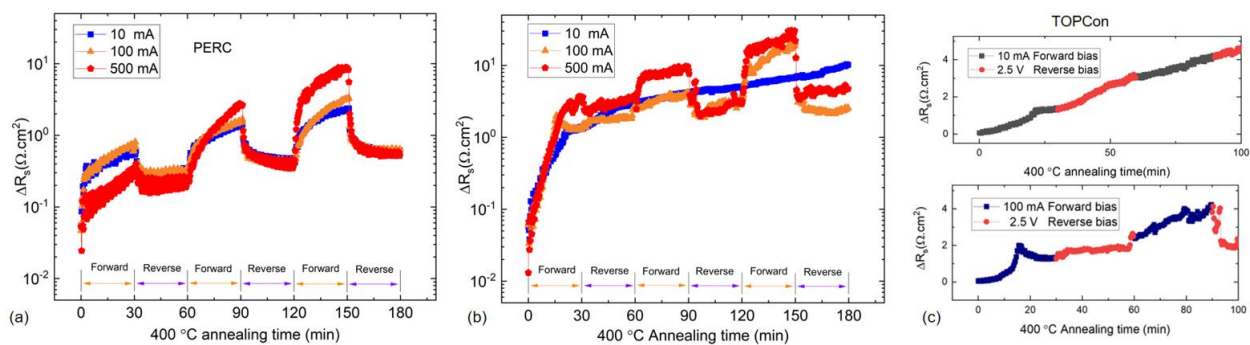 PERC
10 mA
100 mA
500 mA
ΔRs(Ω.cm²)
10¹
10⁰
10⁻¹
10⁻²
Forward Reverse Forward Reverse Forward Reverse
0 30 60 90 120 150 180
(a)
400 °C annealing time (min)
10 mA
100 mA
500 mA
ΔRs(Ω.cm²)
10¹
10⁰
10⁻¹
10⁻²
Forward Reverse Forward Reverse Forward Reverse
0 30 60 90 120 150 180
(b)
400 °C Annealing time (min)
TOPCon
10 mA Forward bias
2.5 V Reverse bias
ΔRs(Ω.cm²)
4
2
0
0 50 100
400 °C annealing time(min)
100 mA Forward bias
2.5 V Reverse bias
ΔRs(Ω.cm²)
4
2
0
0 10 20 30 40 50 60 70 80 90 100
(c)
400 °C Annealing time (min)